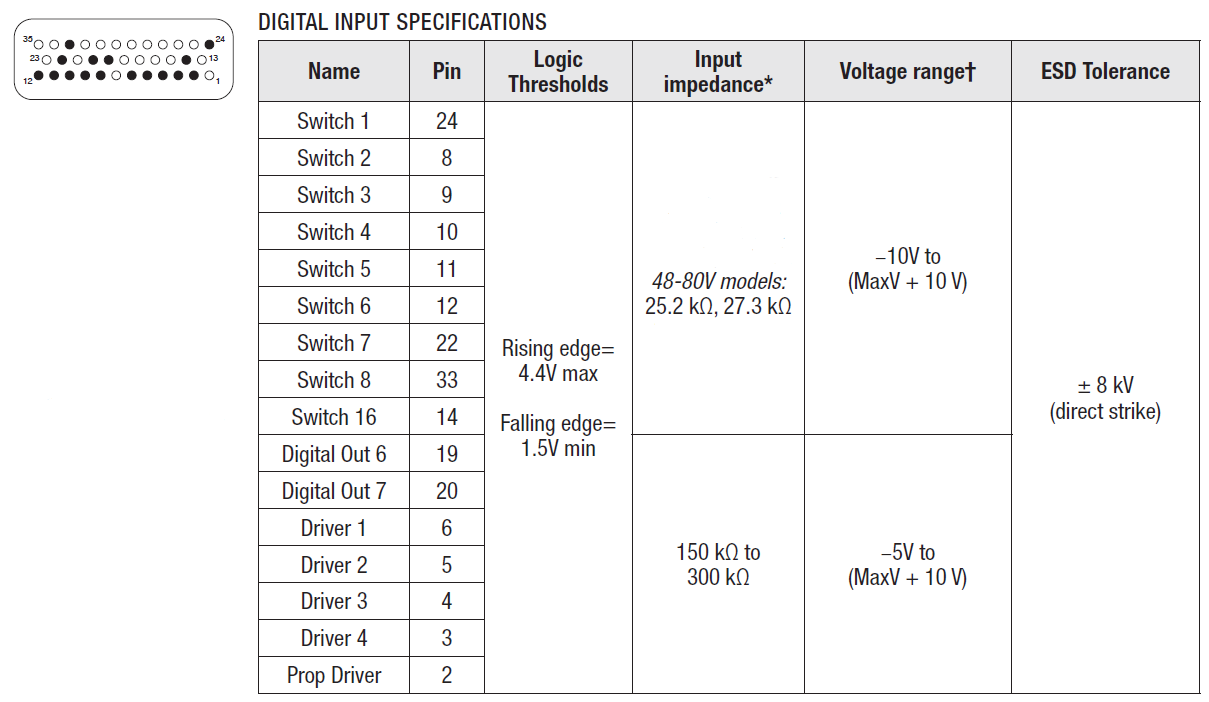 DIGITAL INPUT SPECIFICATIONS
35 24
23 13
12 1
Name Pin Logic Thresholds Input impedance* Voltage range† ESD Tolerance
Switch 1 24
Switch 2 8
Switch 3 9
Switch 4 10
Switch 5 11
Switch 6 12
Switch 7 22
Switch 8 33
Switch 16 14
Digital Out 6 19
Digital Out 7 20
Driver 1 6
Driver 2 5
Driver 3 4
Driver 4 3
Prop Driver 2
Rising edge=
4.4V max
Falling edge=
1.5V min
48-80V models:
25.2 kΩ, 27.3 kΩ
150 kΩ to
300 kΩ
–10V to
(MaxV + 10 V)
–5V to
(MaxV + 10 V)
± 8 kV
(direct strike)